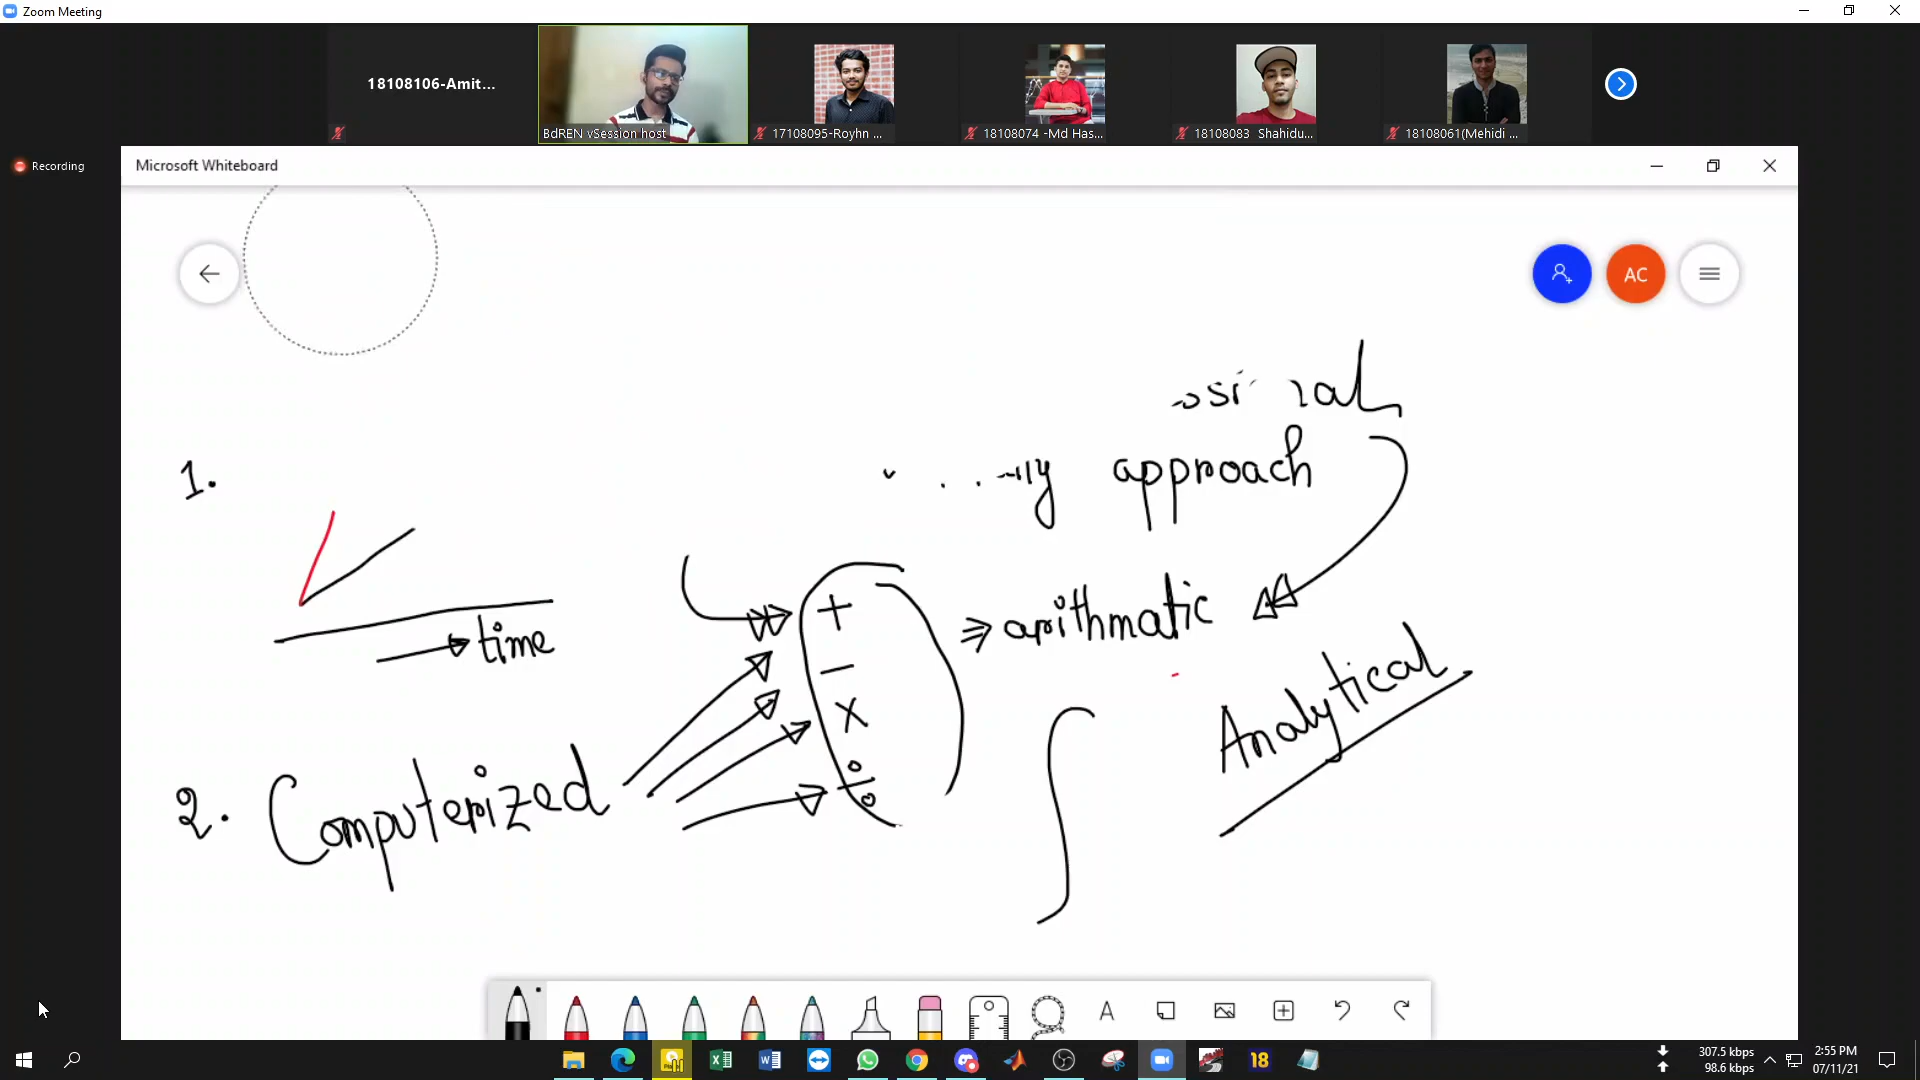 Zoom Meeting
18108106-Amit...
BdREN vSession host
17108095-Royhn ...
18108074 -Md Has...
18108083 Shahidu...
18108061(Mehidi ...
Recording
Microsoft Whiteboard
AC
approach
1.
+
⇒ arithmatic
time
−
×
÷
Analytical
2. Computerized
A
18
307.5 kbps
98.6 kbps
2:55 PM
07/11/21